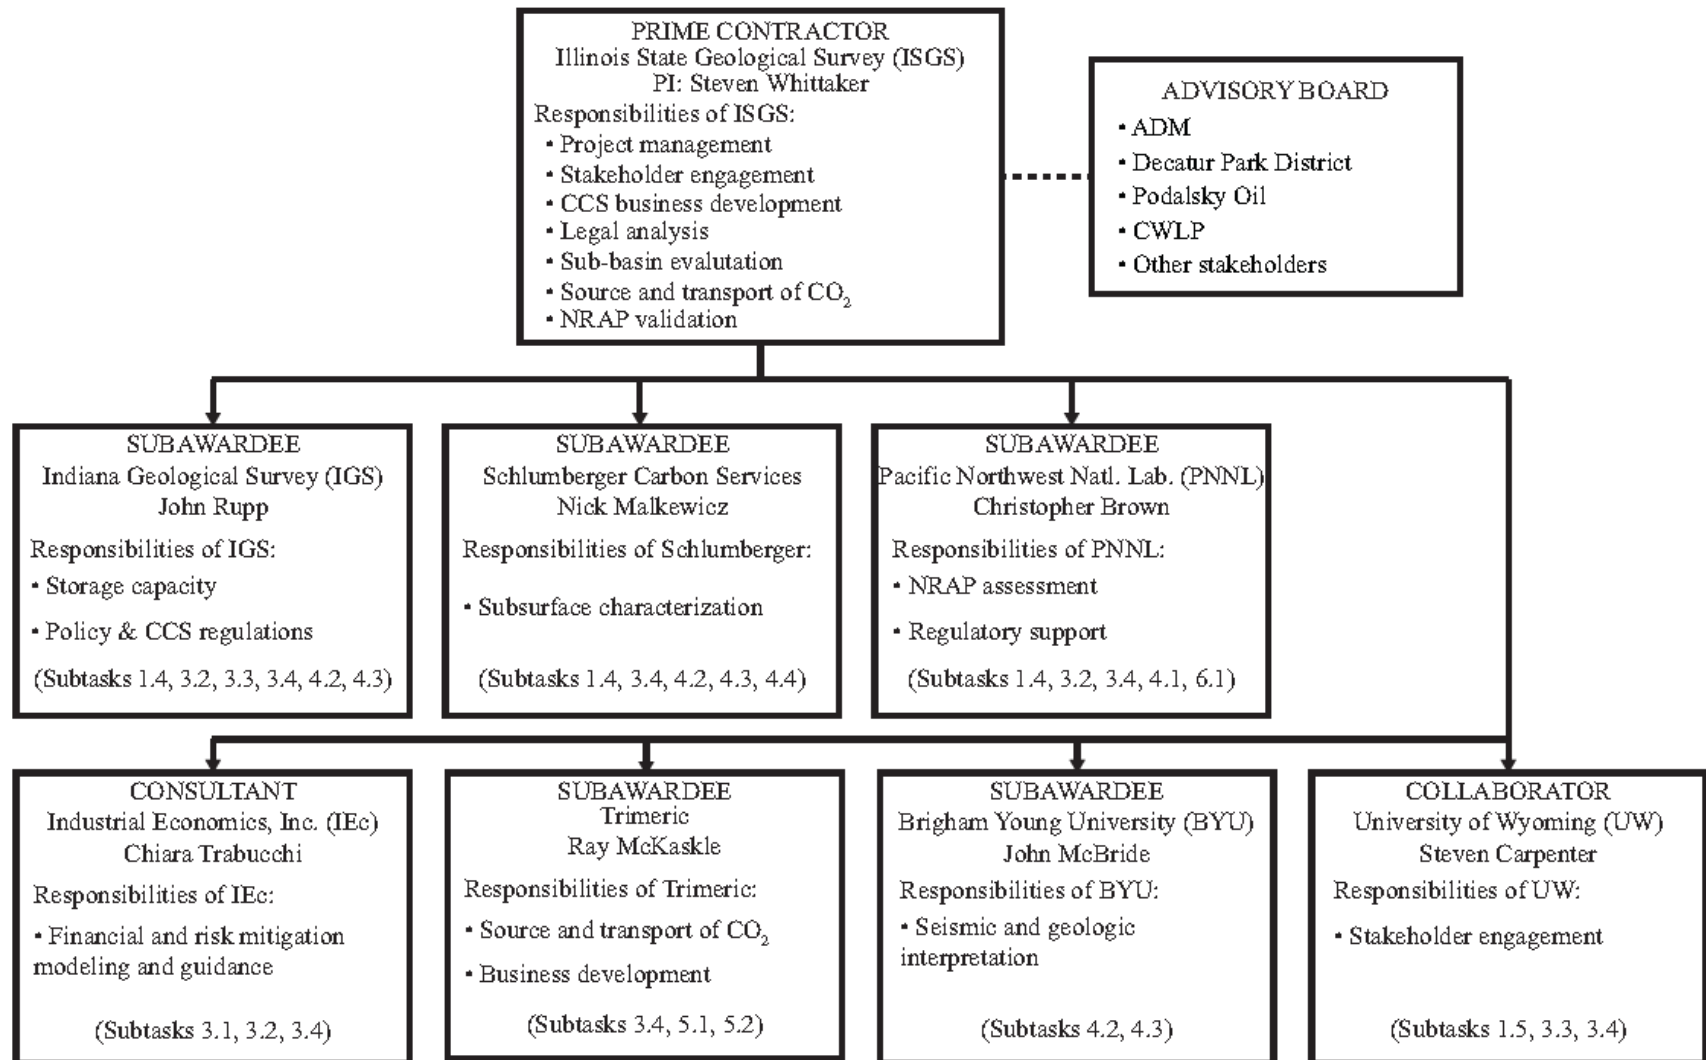 PRIME CONTRACTOR
Illinois State Geological Survey (ISGS)
PI: Steven Whittaker
Responsibilities of ISGS:
▪ Project management
▪ Stakeholder engagement
▪ CCS business development
▪ Legal analysis
▪ Sub-basin evalutation
▪ Source and transport of CO₂
▪ NRAP validation
ADVISORY BOARD
▪ ADM
▪ Decatur Park District
▪ Podalsky Oil
▪ CWLP
▪ Other stakeholders
SUBAWARDEE
Indiana Geological Survey (IGS)
John Rupp
Responsibilities of IGS:
▪ Storage capacity
▪ Policy & CCS regulations
(Subtasks 1.4, 3.2, 3.3, 3.4, 4.2, 4.3)
SUBAWARDEE
Schlumberger Carbon Services
Nick Malkewicz
Responsibilities of Schlumberger:
▪ Subsurface characterization
(Subtasks 1.4, 3.4, 4.2, 4.3, 4.4)
SUBAWARDEE
Pacific Northwest Natl. Lab. (PNNL)
Christopher Brown
Responsibilities of PNNL:
▪ NRAP assessment
▪ Regulatory support
(Subtasks 1.4, 3.2, 3.4, 4.1, 6.1)
CONSULTANT
Industrial Economics, Inc. (IEc)
Chiara Trabucchi
Responsibilities of IEc:
▪ Financial and risk mitigation
modeling and guidance
(Subtasks 3.1, 3.2, 3.4)
SUBAWARDEE
Trimeric
Ray McKaskle
Responsibilities of Trimeric:
▪ Source and transport of CO₂
▪ Business development
(Subtasks 3.4, 5.1, 5.2)
SUBAWARDEE
Brigham Young University (BYU)
John McBride
Responsibilities of BYU:
▪ Seismic and geologic
interpretation
(Subtasks 4.2, 4.3)
COLLABORATOR
University of Wyoming (UW)
Steven Carpenter
Responsibilities of UW:
▪ Stakeholder engagement
(Subtasks 1.5, 3.3, 3.4)